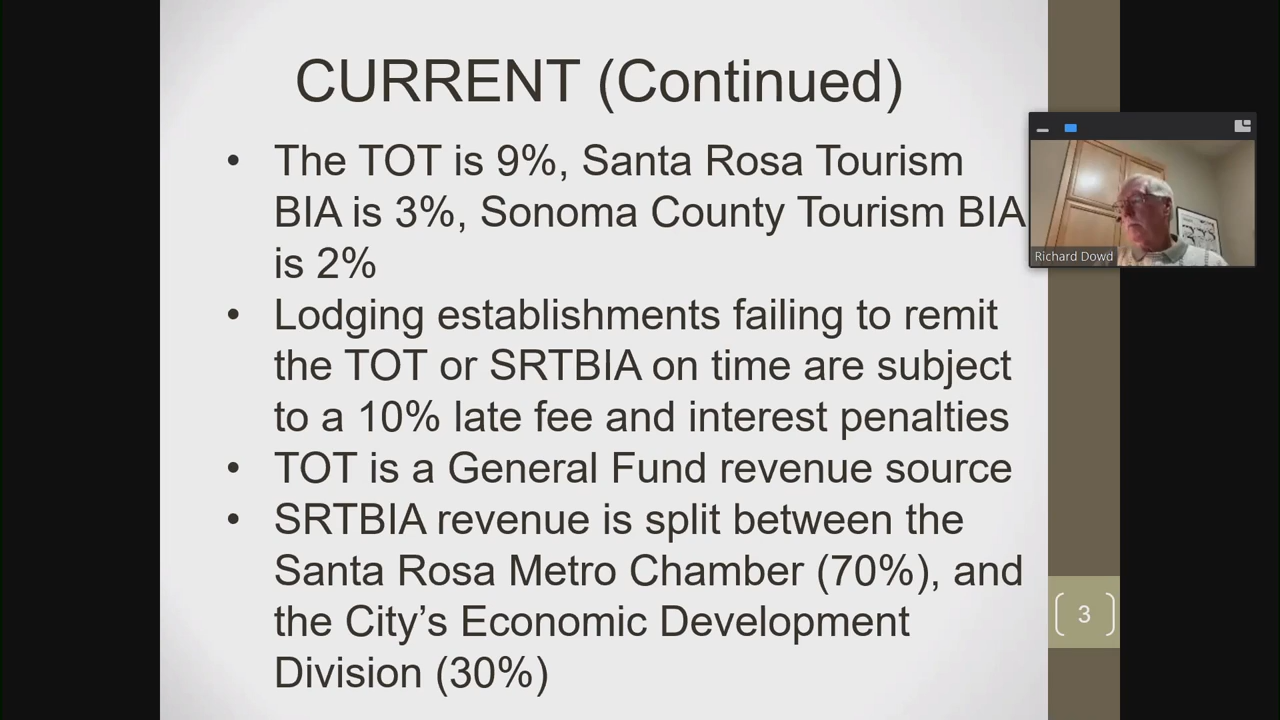 CURRENT (Continued)
• The TOT is 9%, Santa Rosa Tourism
BIA is 3%, Sonoma County Tourism BIA
is 2%
• Lodging establishments failing to remit
the TOT or SRTBIA on time are subject
to a 10% late fee and interest penalties
• TOT is a General Fund revenue source
• SRTBIA revenue is split between the
Santa Rosa Metro Chamber (70%), and
the City’s Economic Development
Division (30%)
Richard Dowd
3